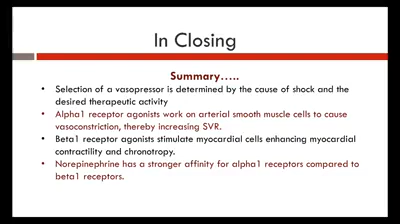 In Closing
Summary.....
• Selection of a vasopressor is determined by the cause of shock and the
desired therapeutic activity
• Alpha1 receptor agonists work on arterial smooth muscle cells to cause
vasoconstriction, thereby increasing SVR.
• Beta1 receptor agonists stimulate myocardial cells enhancing myocardial
contractility and chronotropy.
• Norepinephrine has a stronger affinity for alpha1 receptors compared to
beta1 receptors.